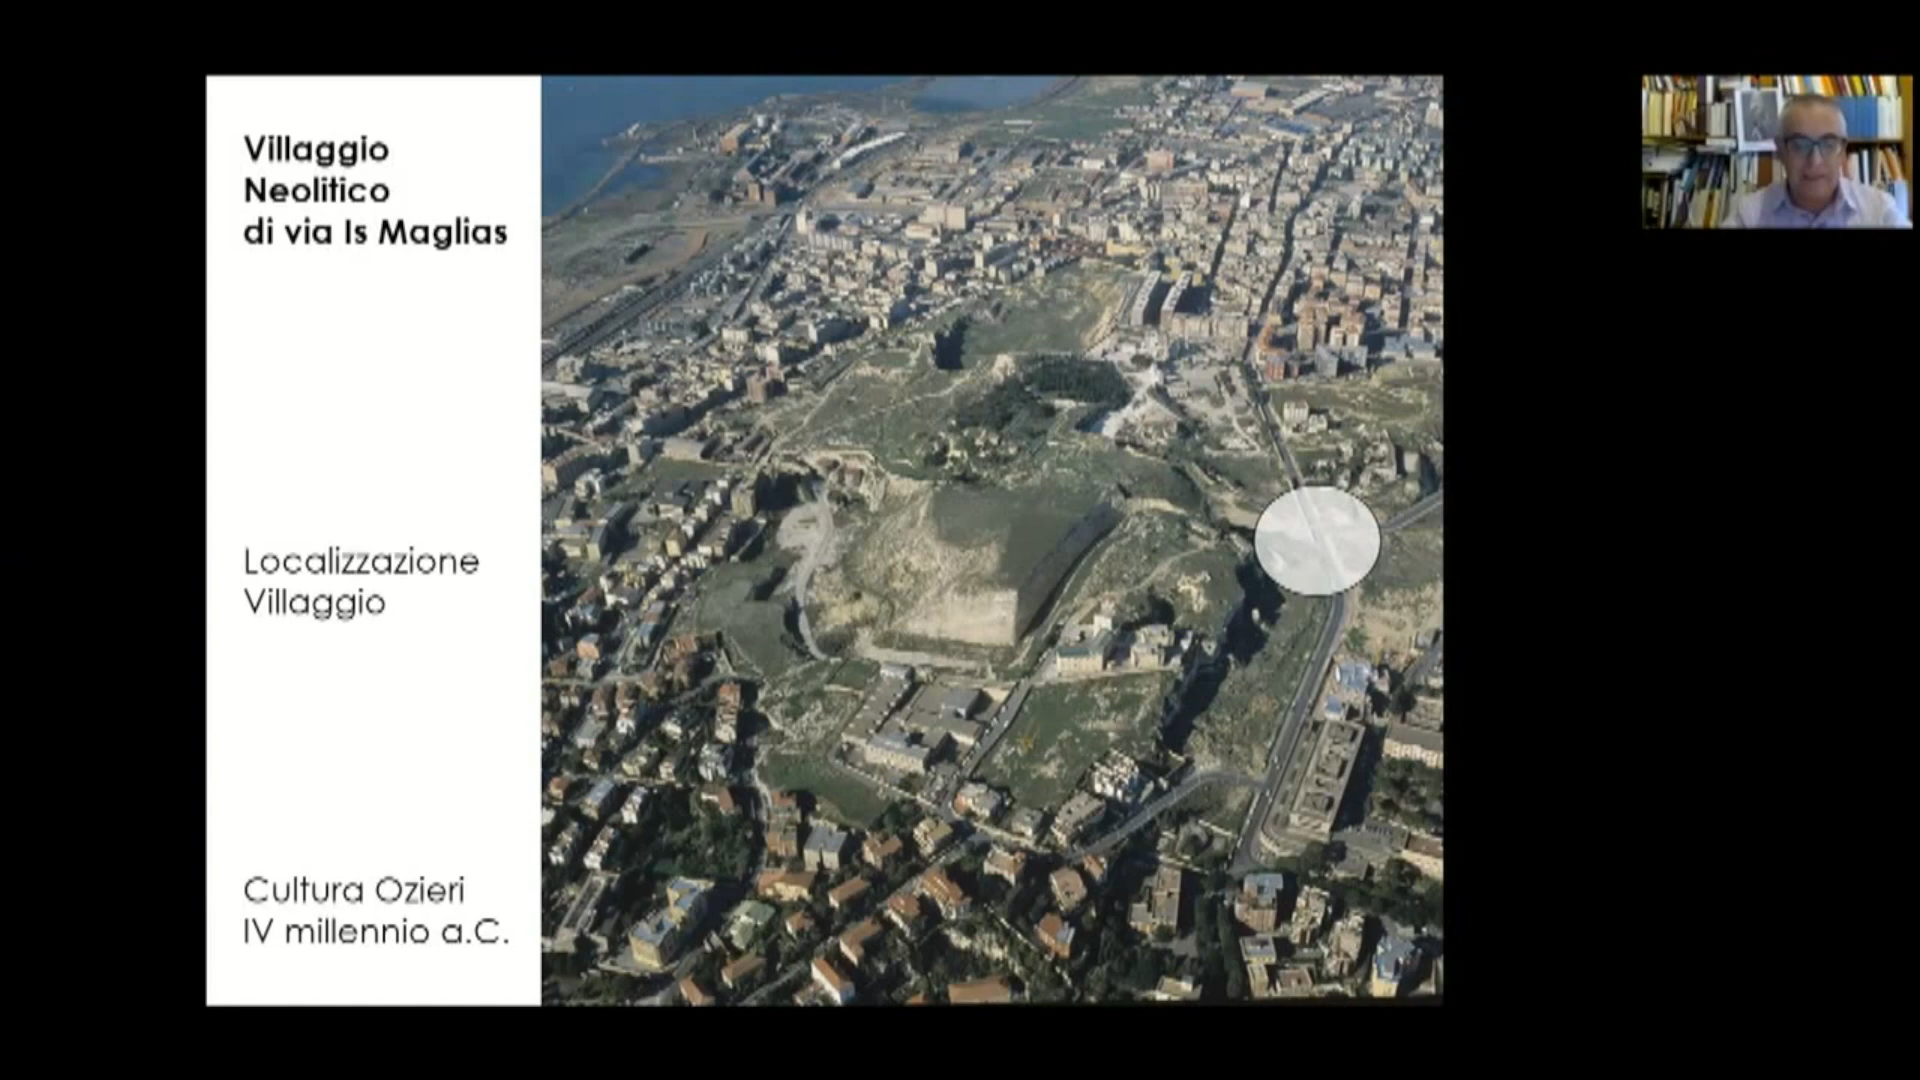 Villaggio
Neolitico
di via Is Maglias
Localizzazione
Villaggio
Cultura Ozieri
IV millennio a.C.